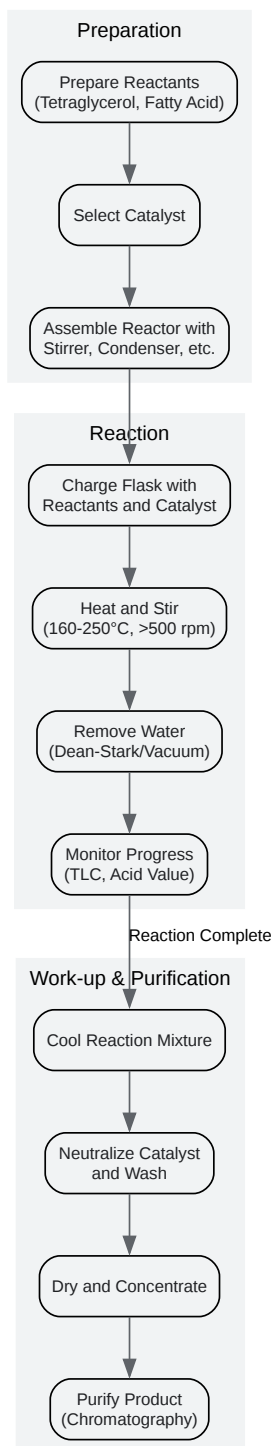 Preparation
Prepare Reactants
(Tetraglycerol, Fatty Acid)
Select Catalyst
Assemble Reactor with
Stirrer, Condenser, etc.
Reaction
Charge Flask with
Reactants and Catalyst
Heat and Stir
(160-250°C, >500 rpm)
Remove Water
(Dean-Stark/Vacuum)
Monitor Progress
(TLC, Acid Value)
Reaction Complete
Work-up & Purification
Cool Reaction Mixture
Neutralize Catalyst
and Wash
Dry and Concentrate
Purify Product
(Chromatography)